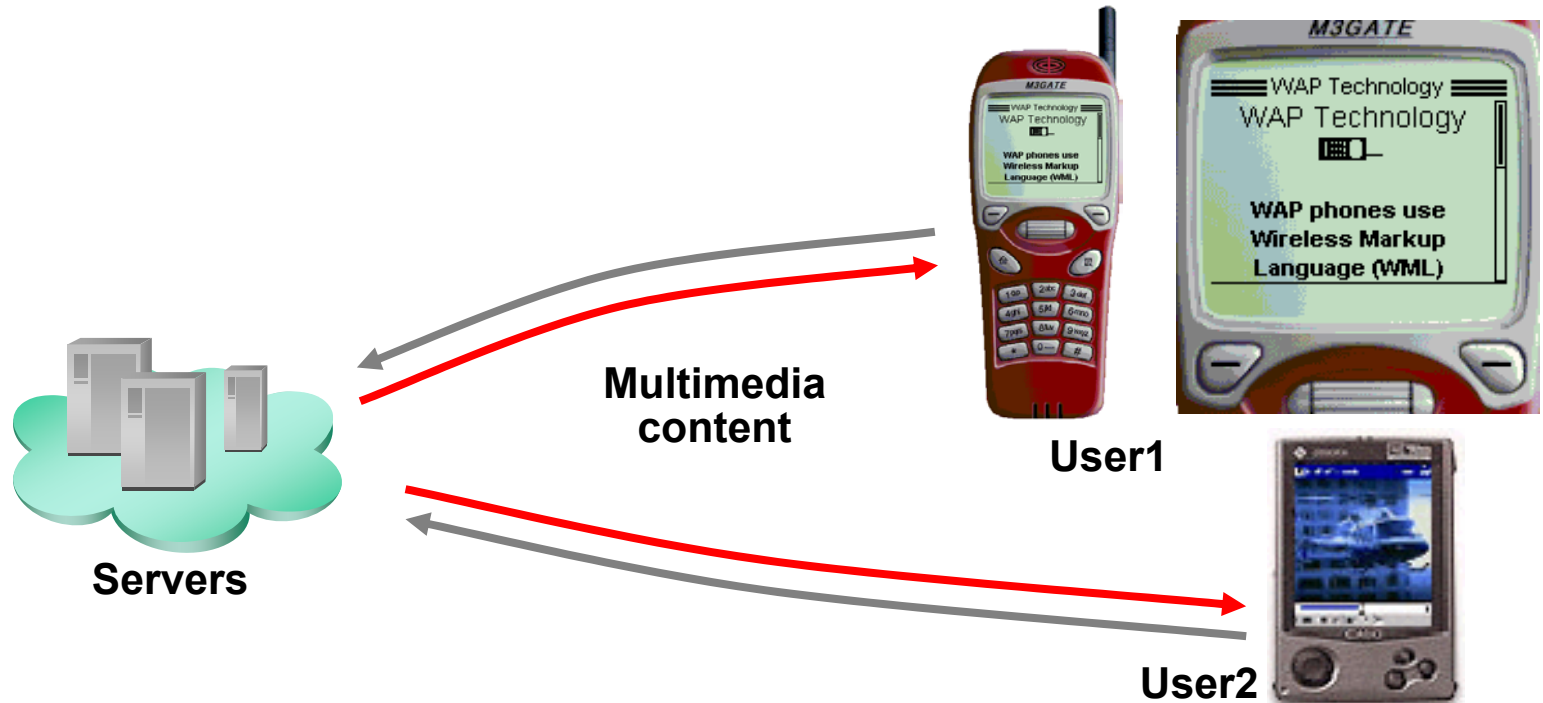 M3GATE
WAP Technology
WAP Technology
WAP phones use
Wireless Markup
Language (WML)
M3GATE
WAP Technology
WAP Technology
WAP phones use
Wireless Markup
Language (WML)
Multimedia
content
User1
Servers
CASIO
User2